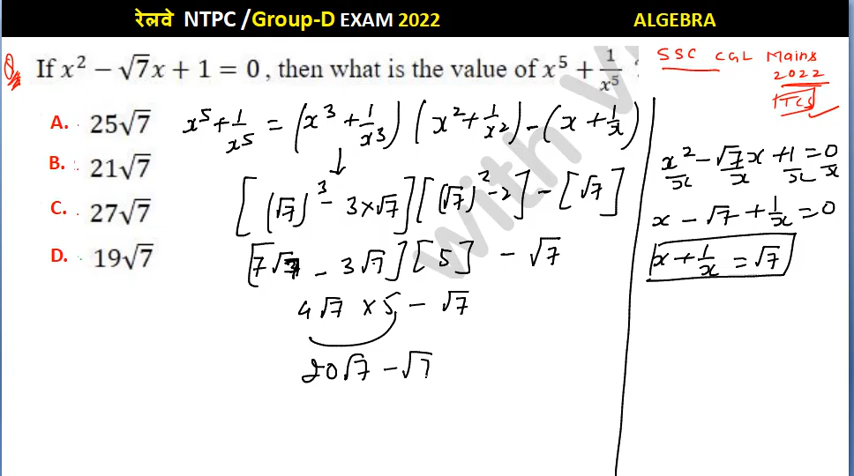 रेलवे NTPC/Group-D EXAM 2022 ALGEBRA
Q. If x² − √7x + 1 = 0, then what is the value of x⁵ + 1/x⁵ ?
SSC CGL Mains
2022
TCS
A. 25√7
B. 21√7
C. 27√7
D. 19√7
x⁵ + 1/x⁵ = (x³ + 1/x³) (x² + 1/x²) − (x + 1/x)
↓
[(√7)³ − 3×√7] [(√7)² − 2] − [√7]
[7√7 − 3√7] [5] − √7
4√7 × 5 − √7
20√7 − √7
x²/x − √7x/x + 1/x = 0/x
x − √7 + 1/x = 0
x + 1/x = √7
with